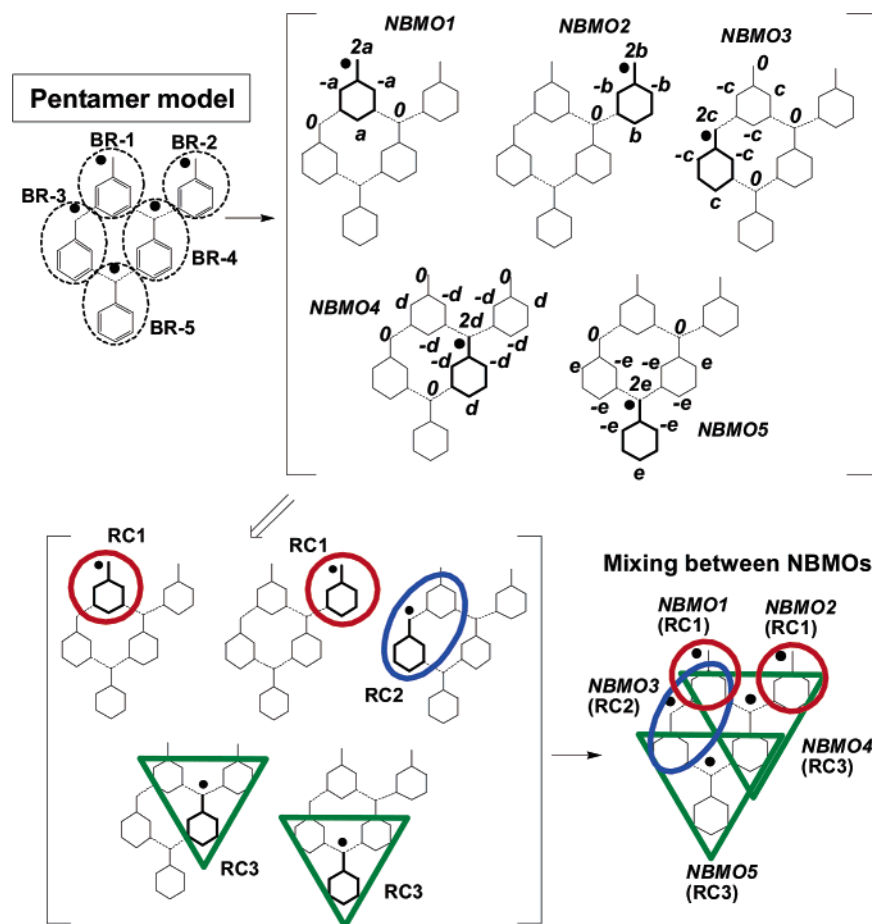 Pentamer model
BR-1
BR-2
BR-3
BR-4
BR-5
NBMO1
2a
-a
-a
0
0
a
NBMO2
2b
-b
-b
0
b
NBMO3
0
-c
c
2c
0
-c
-c
-c
0
c
NBMO4
0
0
d
-d
-d
d
2d
0
-d
-d
-d
-d
0
d
NBMO5
0
0
e
-e
-e
e
2e
-e
-e
-e
-e
e
RC1
RC1
RC2
RC3
RC3
Mixing between NBMOs
NBMO1
(RC1)
NBMO2
(RC1)
NBMO3
(RC2)
NBMO4
(RC3)
NBMO5
(RC3)